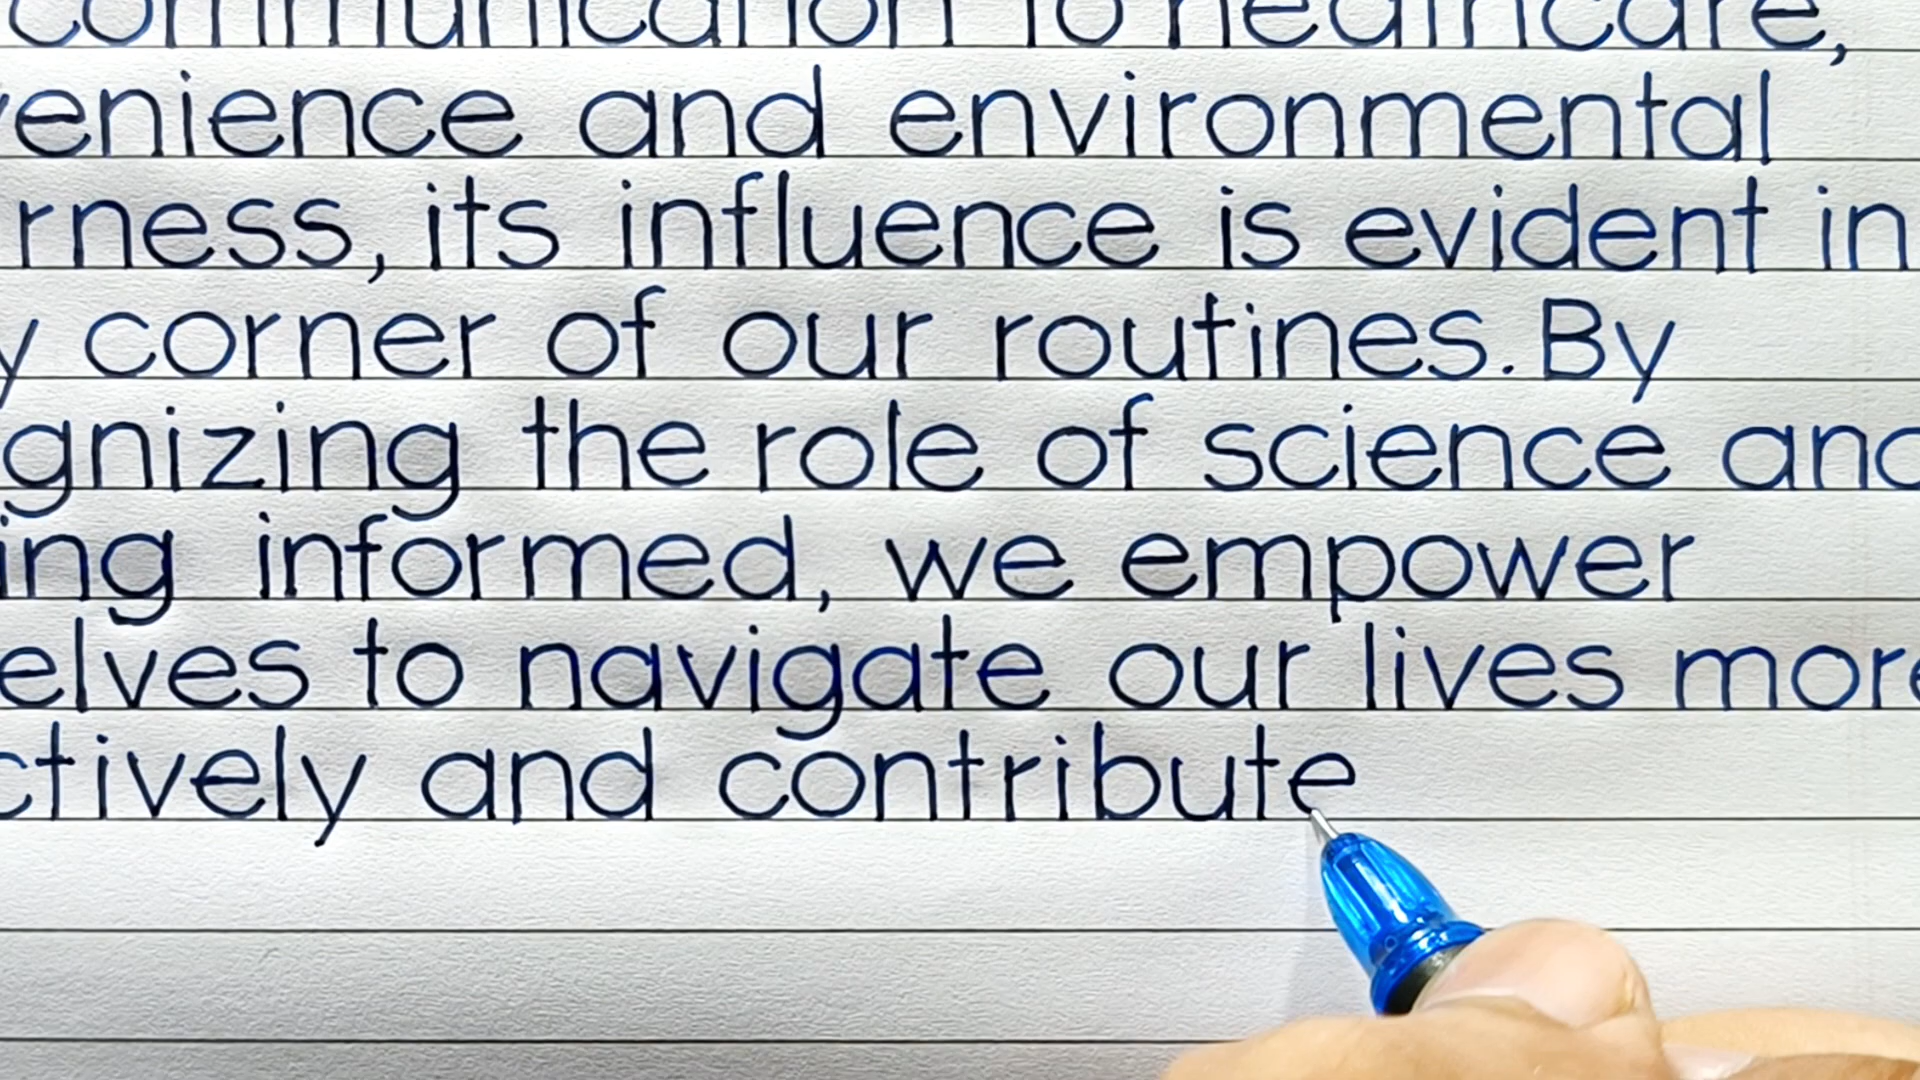 communication to healthcare,
enience and environmental
rness, its influence is evident in
y corner of our routines. By
gnizing the role of science and
ing informed, we empower
elves to navigate our lives more
ctively and contribute